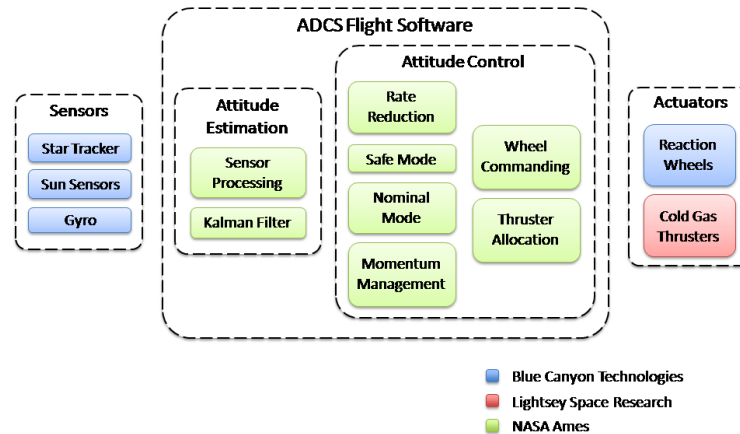 ADCS Flight Software
Sensors
Star Tracker
Sun Sensors
Gyro
Attitude
Estimation
Sensor
Processing
Kalman Filter
Attitude Control
Rate
Reduction
Safe Mode
Nominal
Mode
Momentum
Management
Wheel
Commanding
Thruster
Allocation
Actuators
Reaction
Wheels
Cold Gas
Thrusters
Blue Canyon Technologies
Lightsey Space Research
NASA Ames